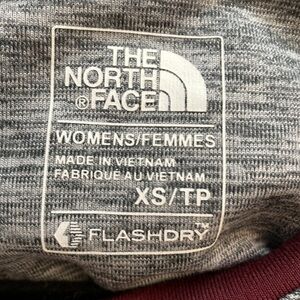 THE
NORTH
®FACE
WOMENS/FEMMES
MADE IN VIETNAM
FABRIQUÉ AU VIETNAM
XS/TP
FLASHDRY